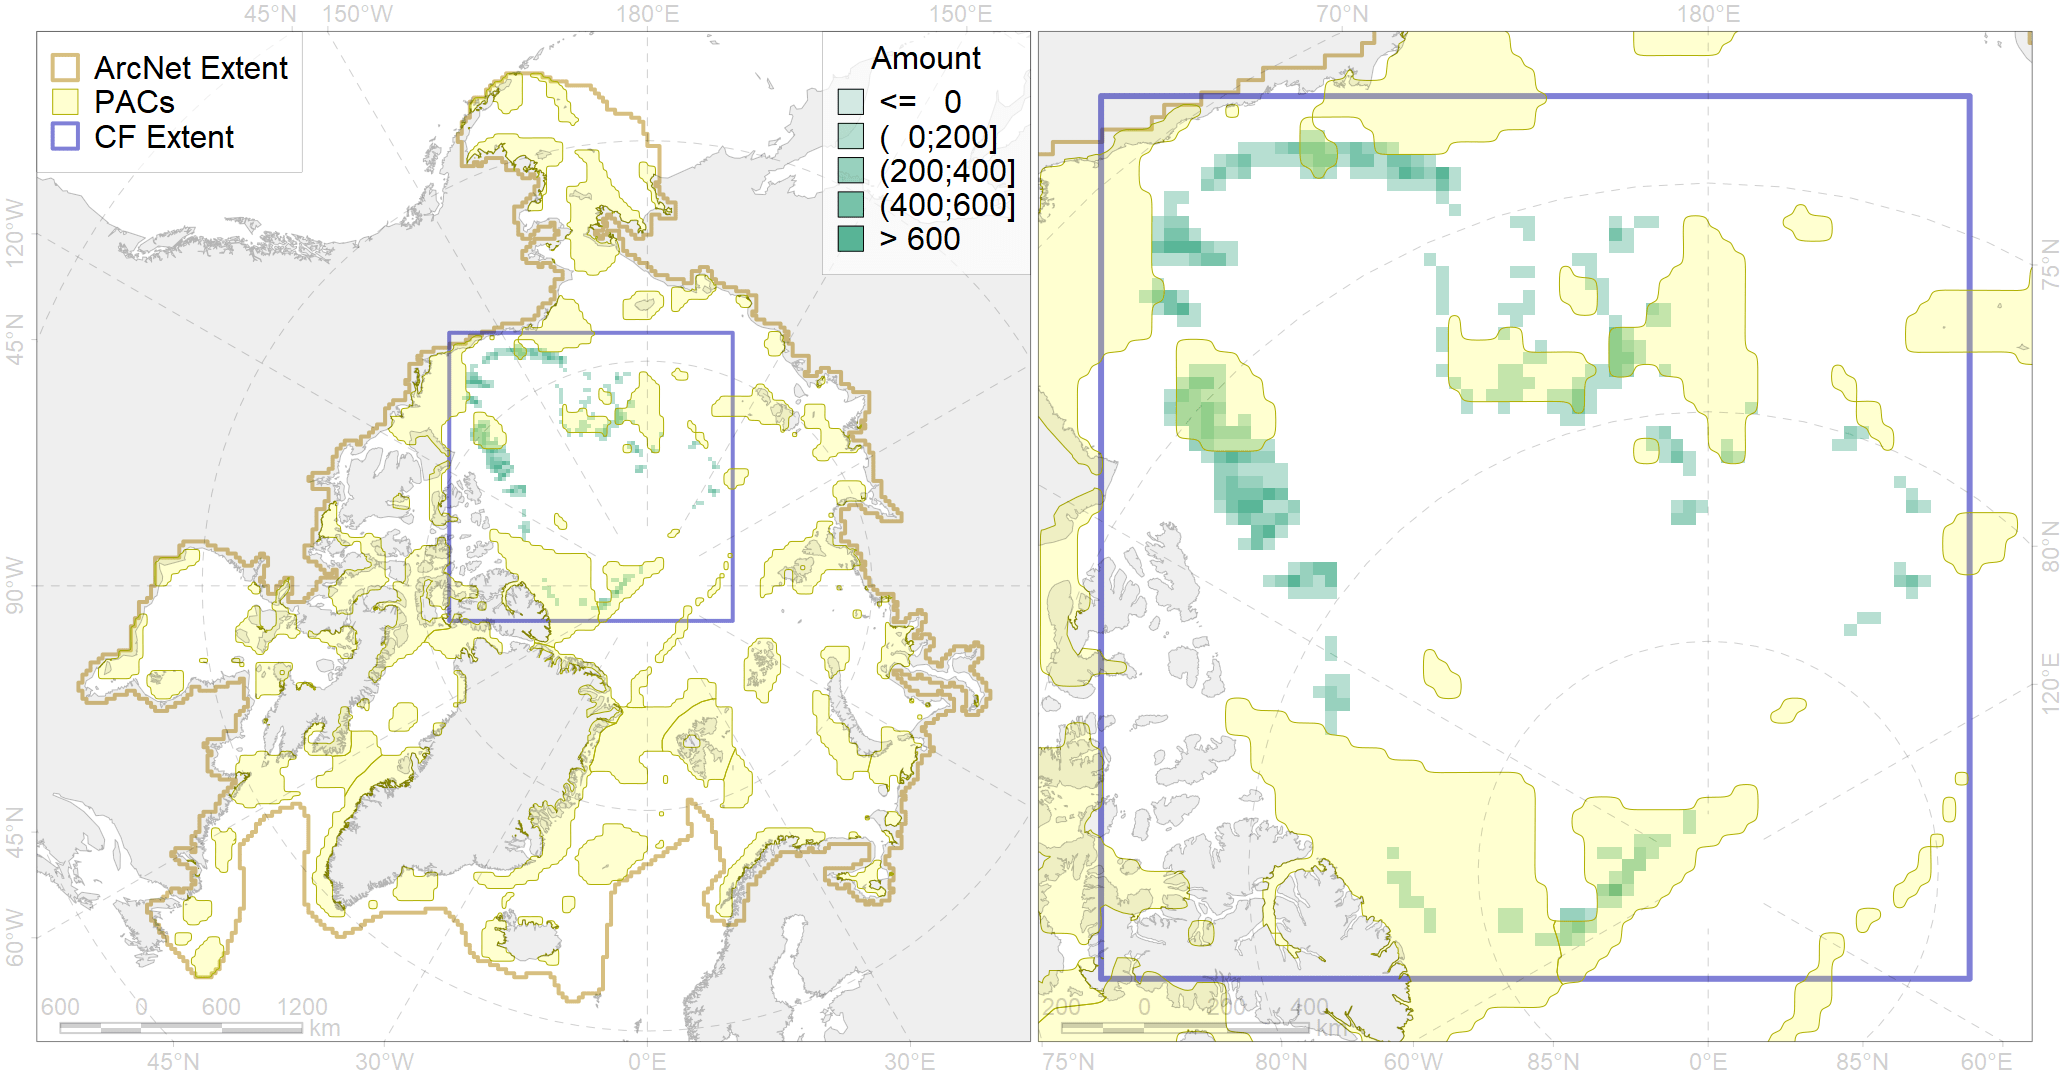 45°N 150°W 180°E 150°E 70°N 180°E
ArcNet Extent
PACs
CF Extent
Amount
<= 0
( 0;200]
(200;400]
(400;600]
> 600
120°W
45°N
90°W
45°N
60°W
75°N
80°N
120°E
600 0 600 1200
km
200 0 200 400
km
45°N 30°W 0°E 30°E 75°N 80°N 60°W 85°N 0°E 85°N 60°E